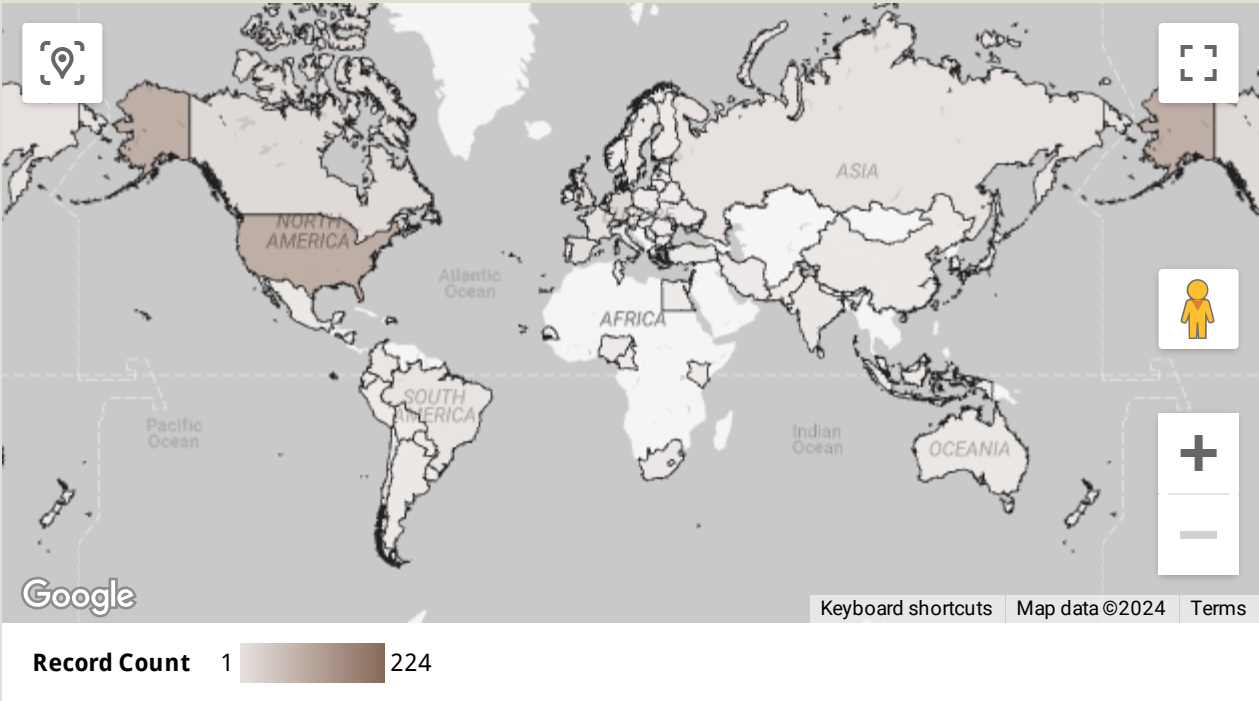 ASIA
NORTH
AMERICA
Atlantic
Ocean
AFRICA
SOUTH
AMERICA
Pacific
Ocean
Indian
Ocean
OCEANIA
Google
Keyboard shortcuts
Map data ©2024
Terms
Record Count 1 224